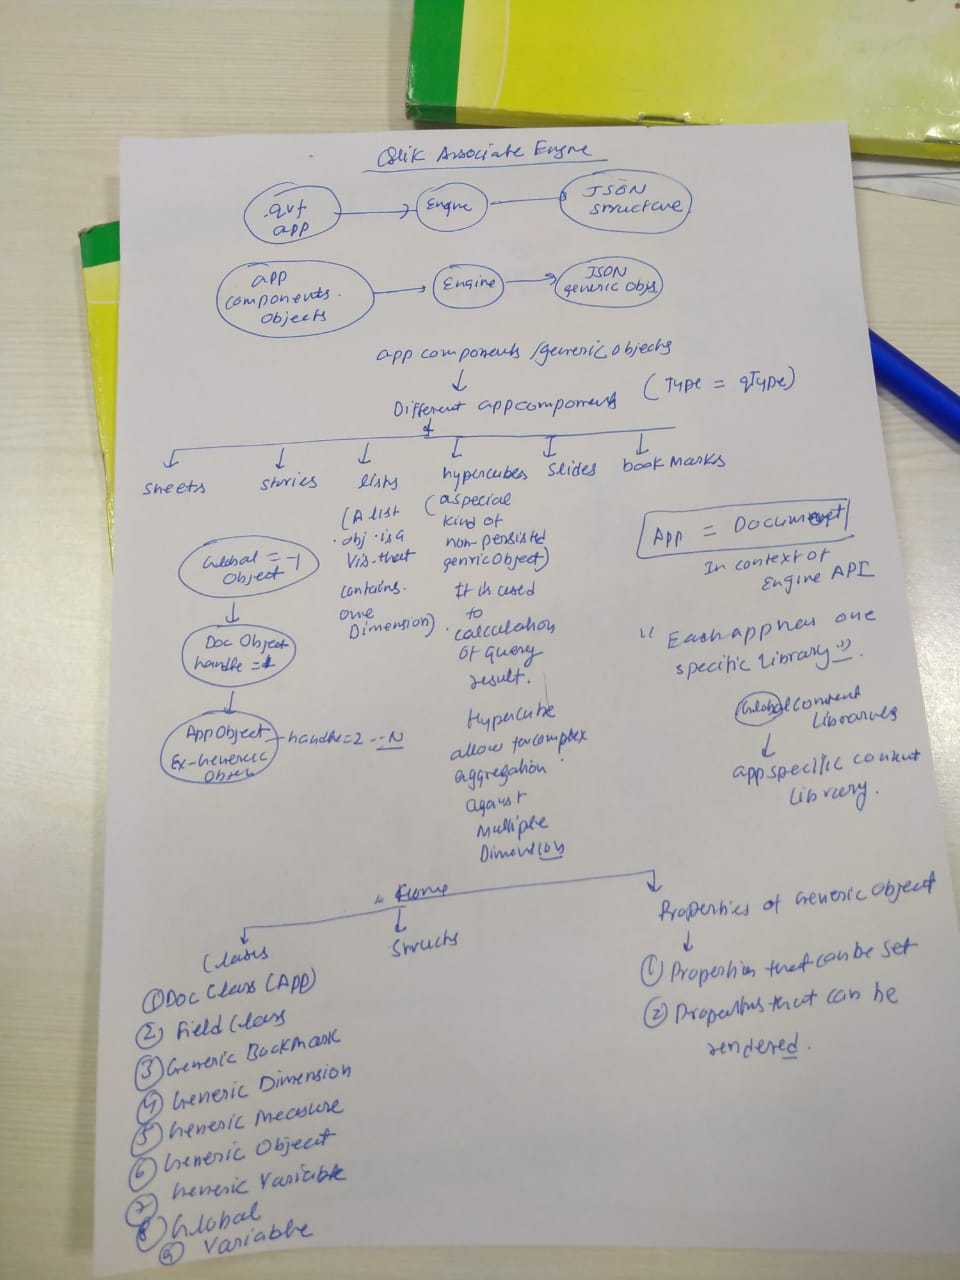 Qlik Associate Engine
.qvf
app
Engine
JSON
structure
app
components.
objects
Engine
JSON
generic objs
app components /generic objects
Different app components
(Type = qType)
sheets
stories
lists
hypercubes
slides
book marks
(A list
obj is a
Vis. that
contains.
one
Dimension)
(a special
kind of
non-persisted
genric object)
It is used
to
calculation
of query
result.
Hypercube
allow for complex
aggregation
against
Multiple
Dimension
Global = -1
Object
Doc Object
handle = 1
App Object
Ex-Generic
Object
handle = 2 -- N
App = Document
In context of
Engine API
"Each app has one
specific library".
Global content
Libraries
app specific content
library.
Classes
Structs
Properties of Generic Object
① Doc Class (App)
② Field Class
③ Generic Bookmark
④ Generic Dimension
⑤ Generic Measure
⑥ Generic Object
⑦ Generic Variable
⑧ Global
⑨ Variable
① Properties that can be set
② Properties that can be
rendered.